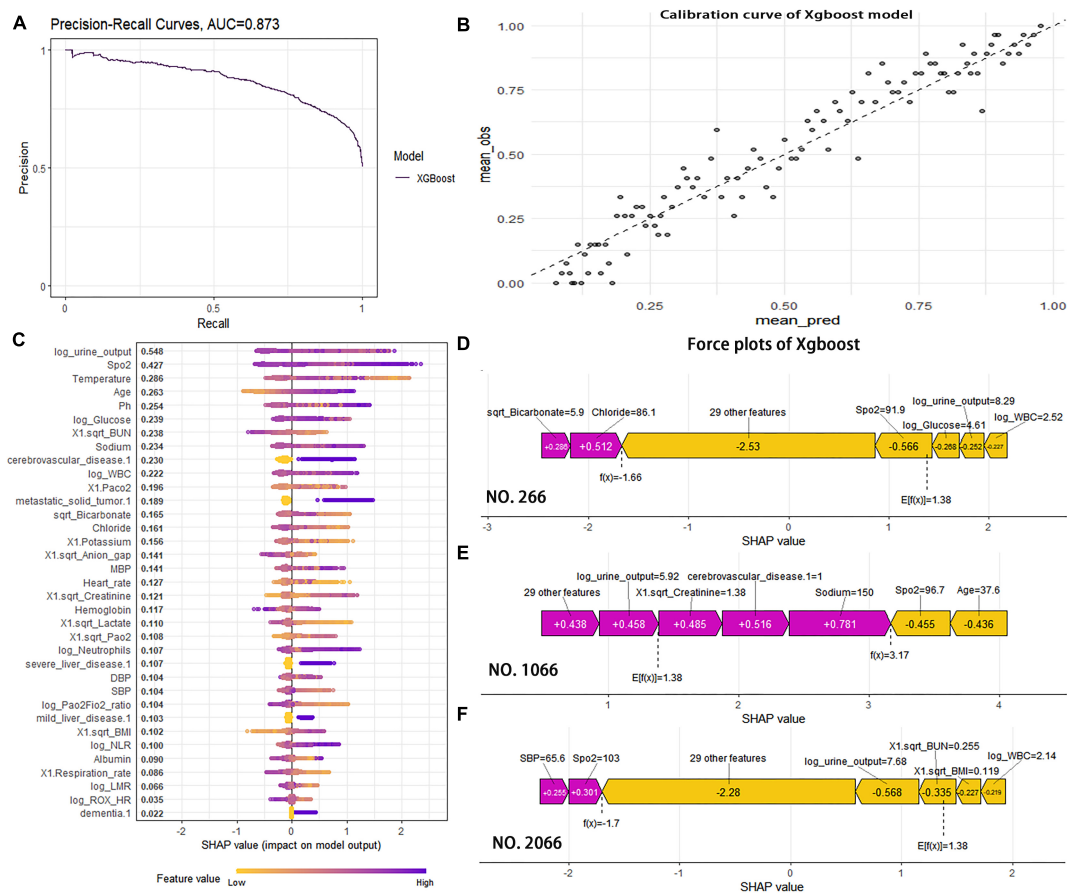 A
Precision-Recall Curves, AUC=0.873
1
0.5
0
Precision
0
0.5
1
Recall
Model
XGBoost
B
Calibration curve of Xgboost model
1.00
0.75
0.50
0.25
0.00
mean_obs
0.25
0.50
0.75
1.00
mean_pred
C
log_urine_output 0.548
Spo2 0.427
Temperature 0.286
Age 0.263
Ph 0.254
log_Glucose 0.239
X1.sqrt_BUN 0.238
Sodium 0.234
cerebrovascular_disease.1 0.230
log_WBC 0.222
X1.Paco2 0.196
metastatic_solid_tumor.1 0.189
sqrt_Bicarbonate 0.165
Chloride 0.161
X1.Potassium 0.156
X1.sqrt_Anion_gap 0.141
MBP 0.141
Heart_rate 0.127
X1.sqrt_Creatinine 0.121
Hemoglobin 0.117
X1.sqrt_Lactate 0.110
X1.sqrt_Pao2 0.108
log_Neutrophils 0.107
severe_liver_disease.1 0.107
DBP 0.104
SBP 0.104
log_Pao2Fio2_ratio 0.104
mild_liver_disease.1 0.103
X1.sqrt_BMI 0.102
log_NLR 0.100
Albumin 0.090
X1.Respiration_rate 0.086
log_LMR 0.066
log_ROX_HR 0.035
dementia.1 0.022
-2 -1 0 1 2
SHAP value (impact on model output)
Feature value
Low
High
D
Force plots of Xgboost
sqrt_Bicarbonate=5.9
Chloride=86.1
29 other features
Spo2=91.9
log_Glucose=4.61
log_urine_output=8.29
log_WBC=2.52
+0.285
+0.512
-2.53
-0.566
-0.268
-0.252
-0.227
f(x)=-1.66
E[f(x)]=1.38
NO. 266
-3 -2 -1 0 1 2
SHAP value
E
29 other features
log_urine_output=5.92
X1.sqrt_Creatinine=1.38
cerebrovascular_disease.1=1
Sodium=150
Spo2=96.7
Age=37.6
+0.438
+0.458
+0.485
+0.516
+0.781
-0.455
-0.436
f(x)=3.17
E[f(x)]=1.38
NO. 1066
1 2 3 4
SHAP value
F
SBP=65.6
Spo2=103
29 other features
log_urine_output=7.68
X1.sqrt_BUN=0.255
X1.sqrt_BMI=0.119
log_WBC=2.14
+0.255
+0.301
-2.28
-0.568
-0.335
-0.227
-0.219
f(x)=-1.7
E[f(x)]=1.38
NO. 2066
-2 -1 0 1 2
SHAP value